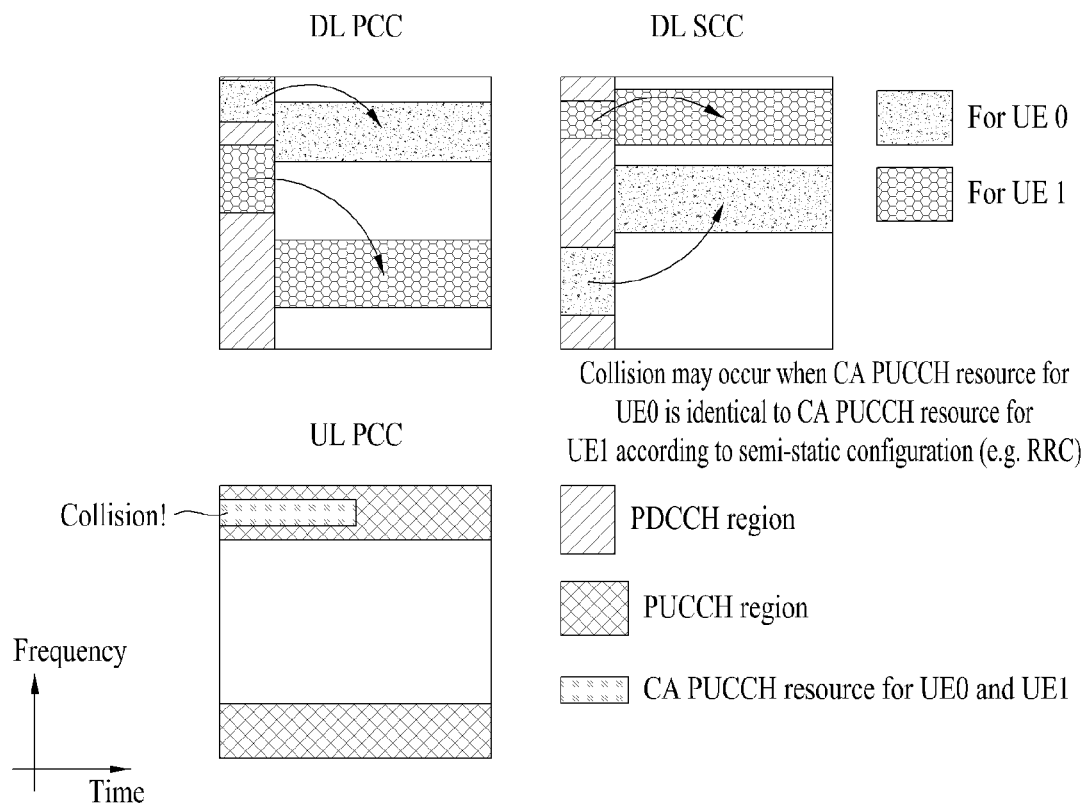 DL PCC
DL SCC
For UE 0
For UE 1
Collision may occur when CA PUCCH resource for
UE0 is identical to CA PUCCH resource for
UE1 according to semi-static configuration (e.g. RRC)
UL PCC
Collision!
PDCCH region
PUCCH region
CA PUCCH resource for UE0 and UE1
Frequency
Time